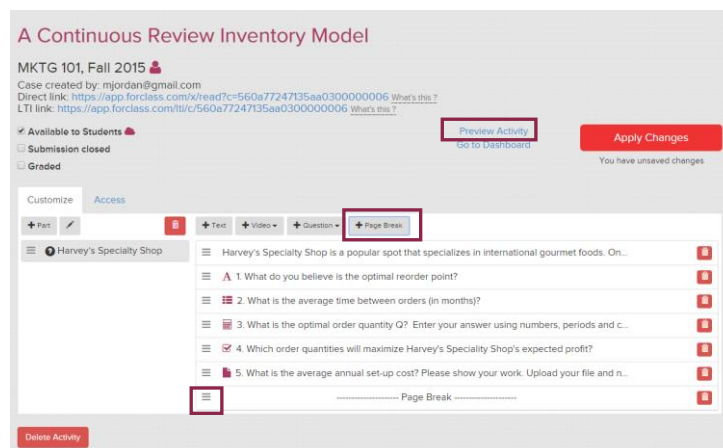 A Continuous Review Inventory Model
MKTG 101, Fall 2015
Case created by: mjordan@gmail.com
Direct link: https://app.forclass.com/x/read?c=560a77247135aa0300000006 What's this ?
LTI link: https://app.forclass.com/lti/c/560a77247135aa0300000006 What's this ?
Available to Students
Submission closed
Graded
Preview Activity
Go to Dashboard
Apply Changes
You have unsaved changes
Customize Access
+ Part
+ Text + Video + Question + Page Break
Harvey's Specialty Shop
Harvey's Specialty Shop is a popular spot that specializes in international gourmet foods. On...
A 1. What do you believe is the optimal reorder point?
2. What is the average time between orders (in months)?
3. What is the optimal order quantity Q? Enter your answer using numbers, periods and c...
4. Which order quantities will maximize Harvey's Speciality Shop's expected profit?
5. What is the average annual set-up cost? Please show your work. Upload your file and n...
-------------------- Page Break --------------------
Delete Activity